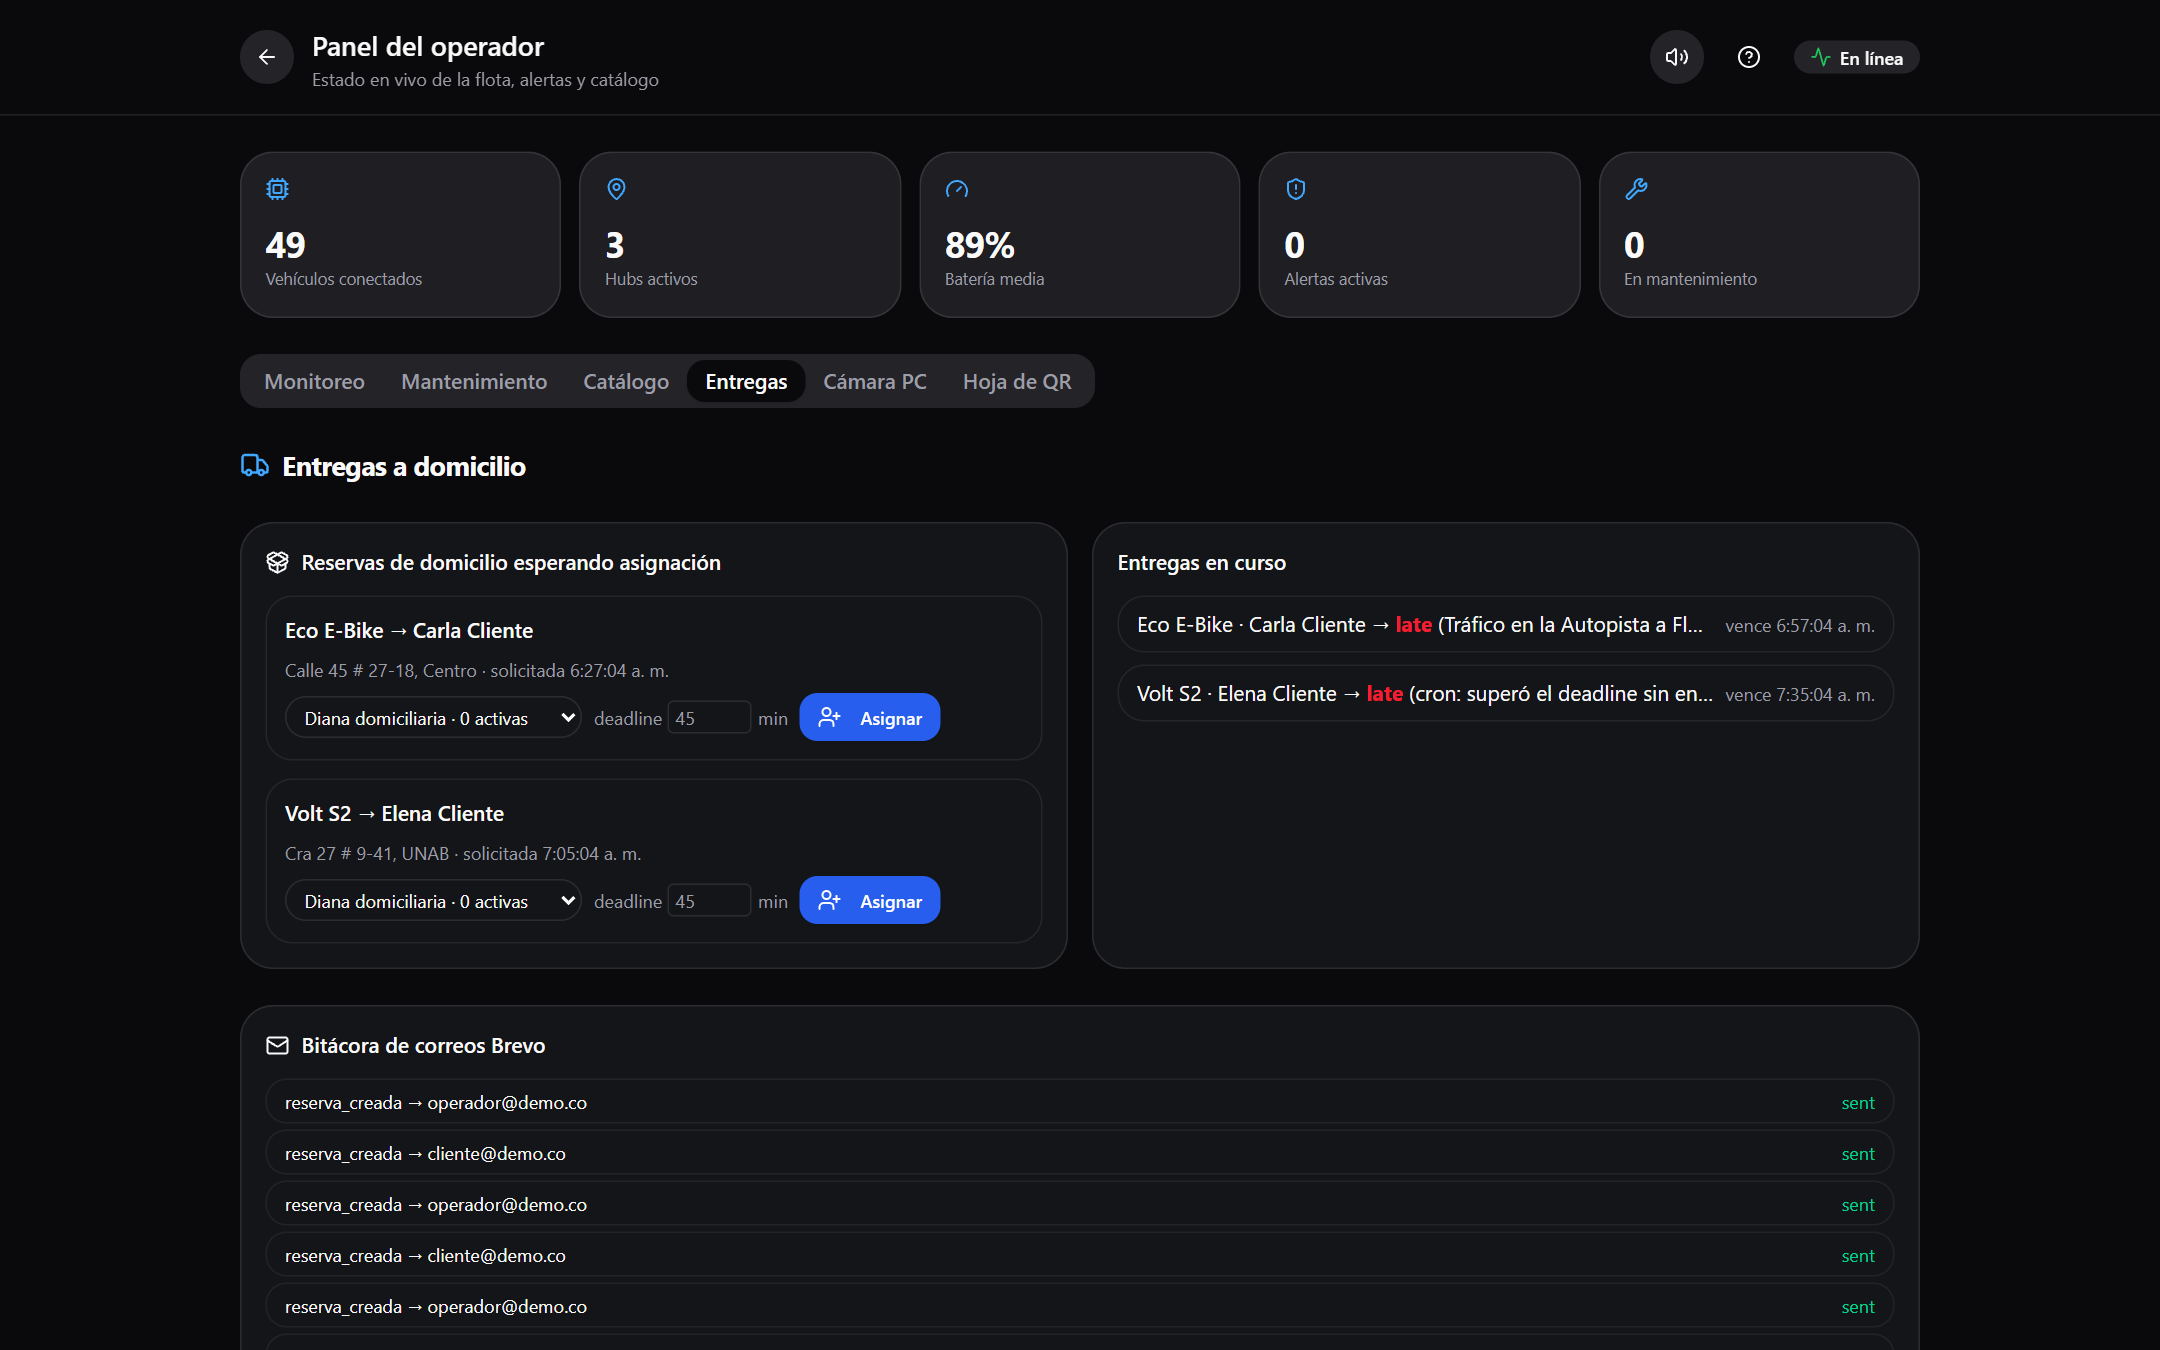 Panel del operador
Estado en vivo de la flota, alertas y catálogo
En línea
49
Vehículos conectados
3
Hubs activos
89%
Batería media
0
Alertas activas
0
En mantenimiento
Monitoreo
Mantenimiento
Catálogo
Entregas
Cámara PC
Hoja de QR
Entregas a domicilio
Reservas de domicilio esperando asignación
Eco E-Bike → Carla Cliente
Calle 45 # 27-18, Centro · solicitada 6:27:04 a. m.
Diana domiciliaria · 0 activas deadline 45 min Asignar
Volt S2 → Elena Cliente
Cra 27 # 9-41, UNAB · solicitada 7:05:04 a. m.
Diana domiciliaria · 0 activas deadline 45 min Asignar
Entregas en curso
Eco E-Bike · Carla Cliente → late (Tráfico en la Autopista a Fl... vence 6:57:04 a. m.
Volt S2 · Elena Cliente → late (cron: superó el deadline sin en... vence 7:35:04 a. m.
Bitácora de correos Brevo
reserva_creada → operador@demo.co sent
reserva_creada → cliente@demo.co sent
reserva_creada → operador@demo.co sent
reserva_creada → cliente@demo.co sent
reserva_creada → operador@demo.co sent